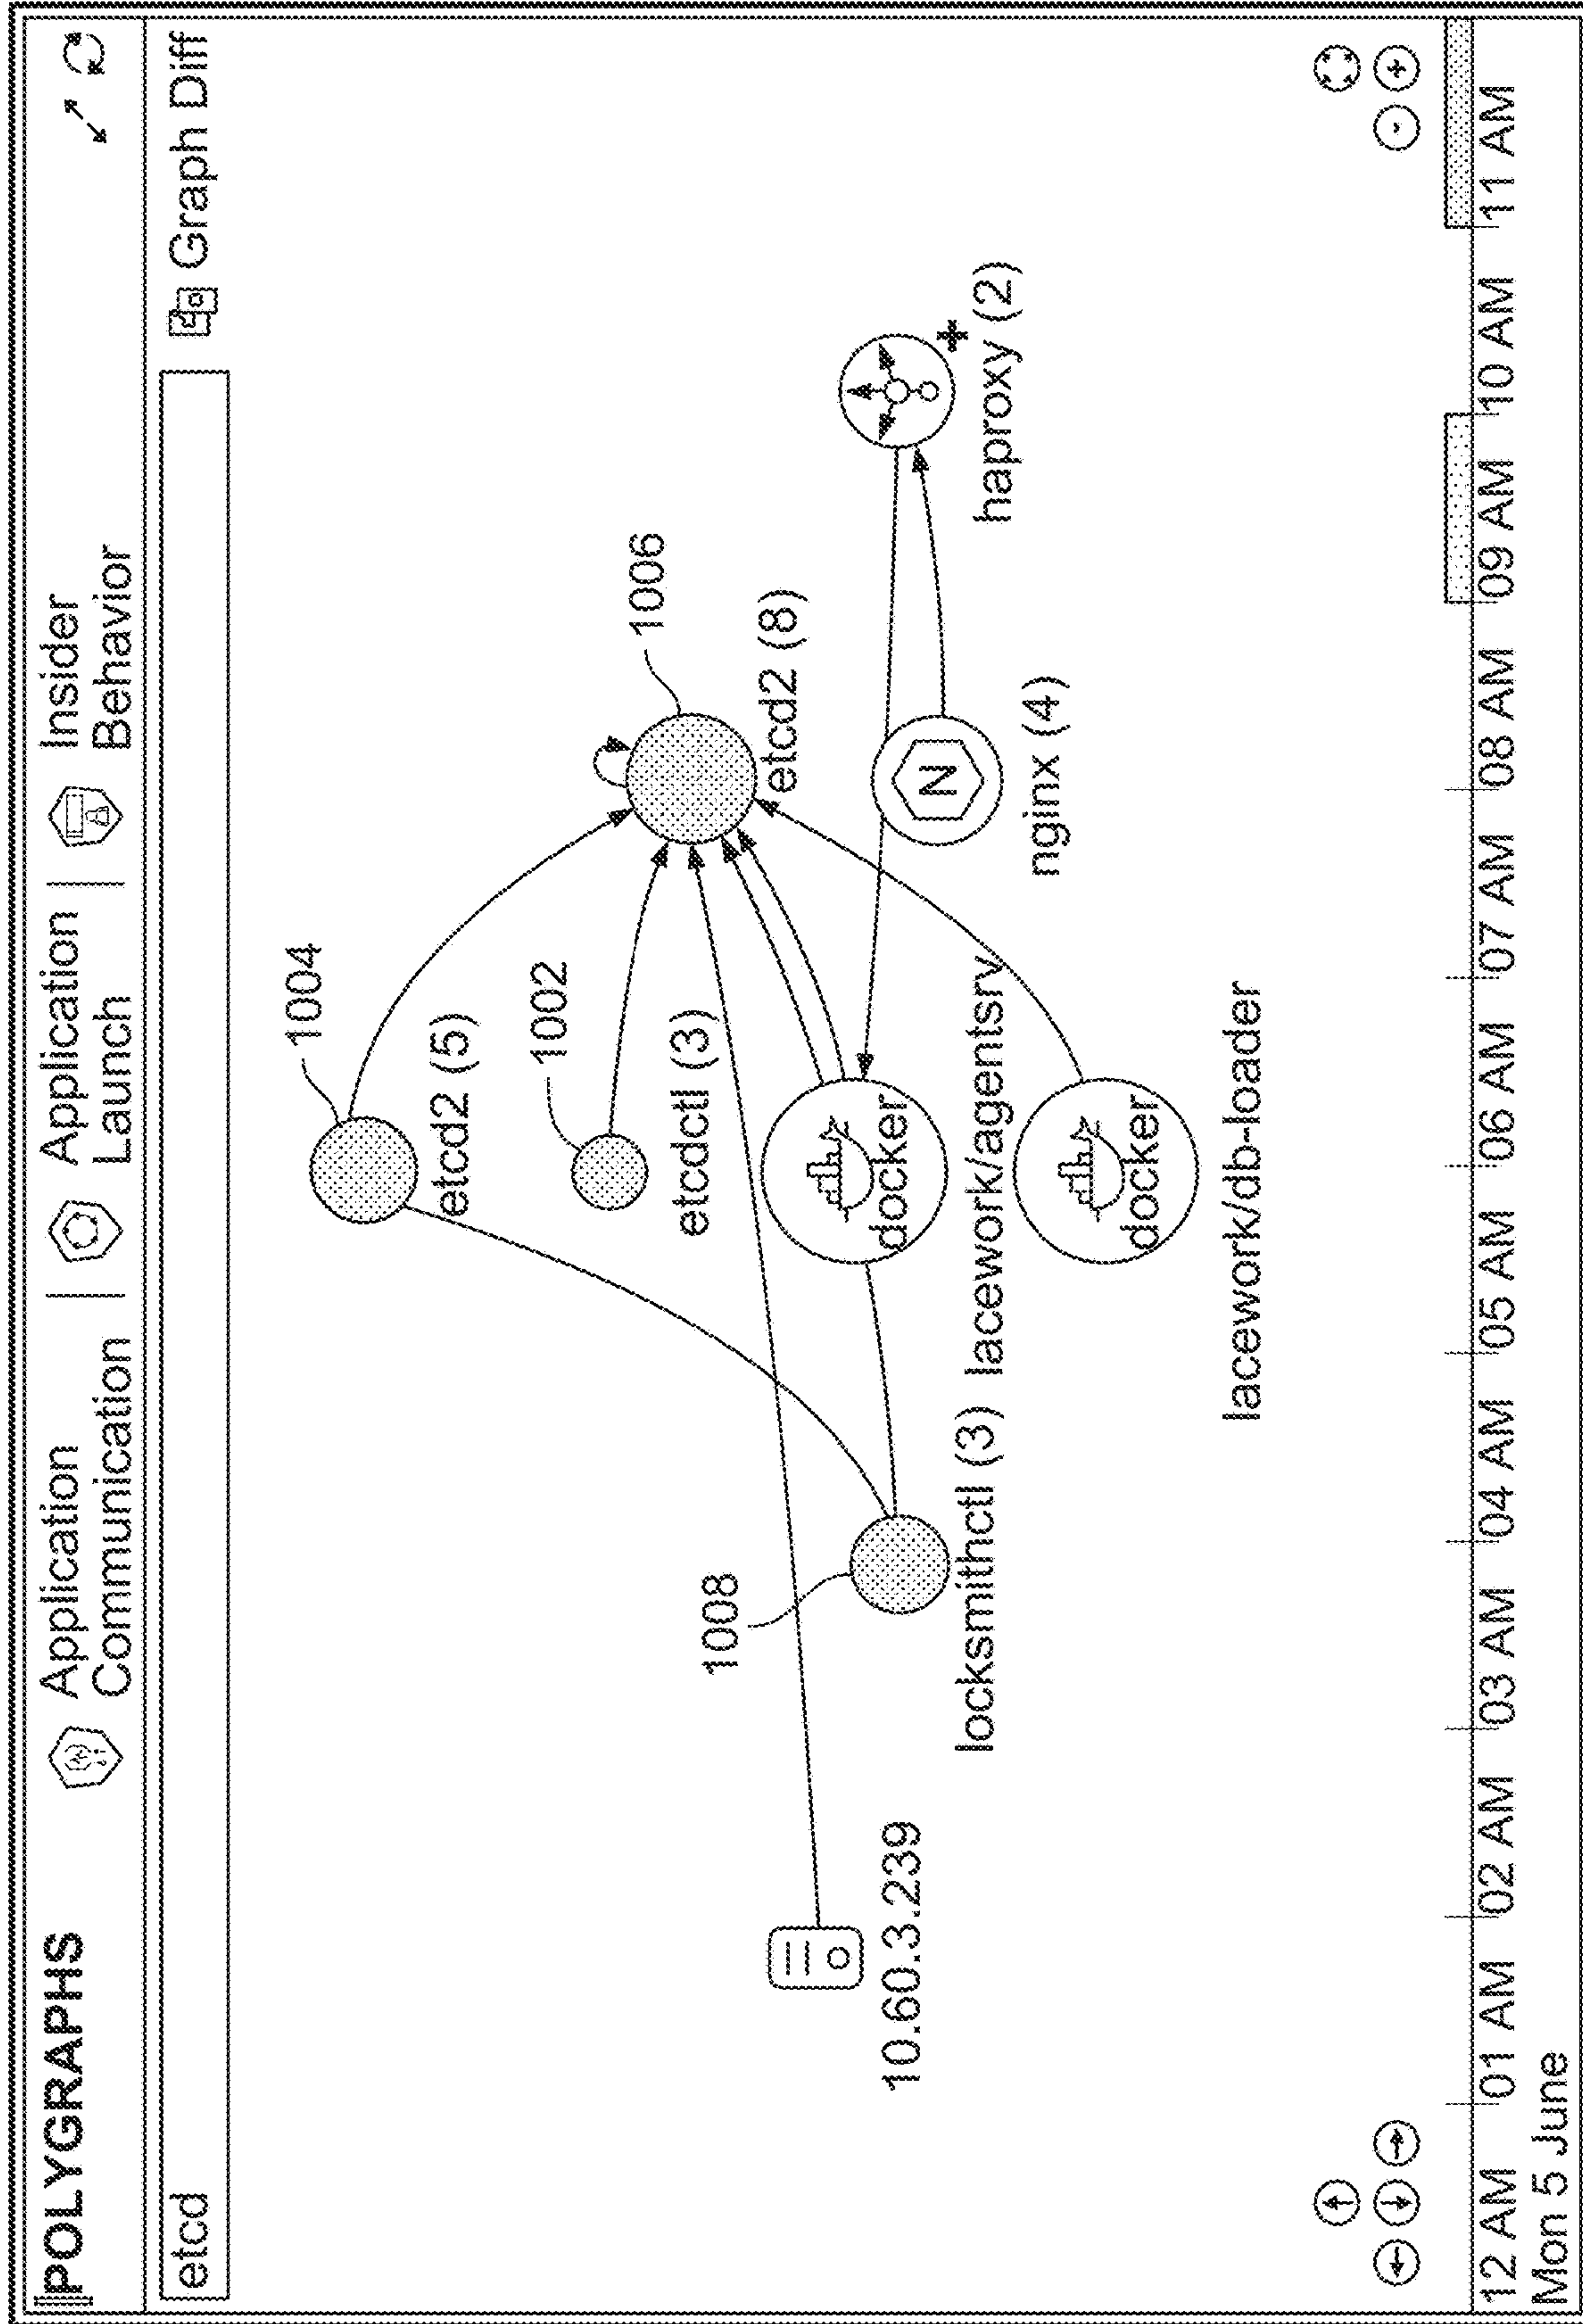 POLYGRAPHS
Application
Communication
Application
Launch
Insider
Behavior
etcd
Graph Diff
1004
etcd2 (5)
1002
etcdctl (3)
1006
etcd2 (8)
1008
locksmithctl (3)
docker
lacework/agentsrv
docker
lacework/db-loader
10.60.3.239
N
nginx (4)
haproxy (2)
12 AM 01 AM 02 AM 03 AM 04 AM 05 AM 06 AM 07 AM 08 AM 09 AM 10 AM 11 AM
Mon 5 June